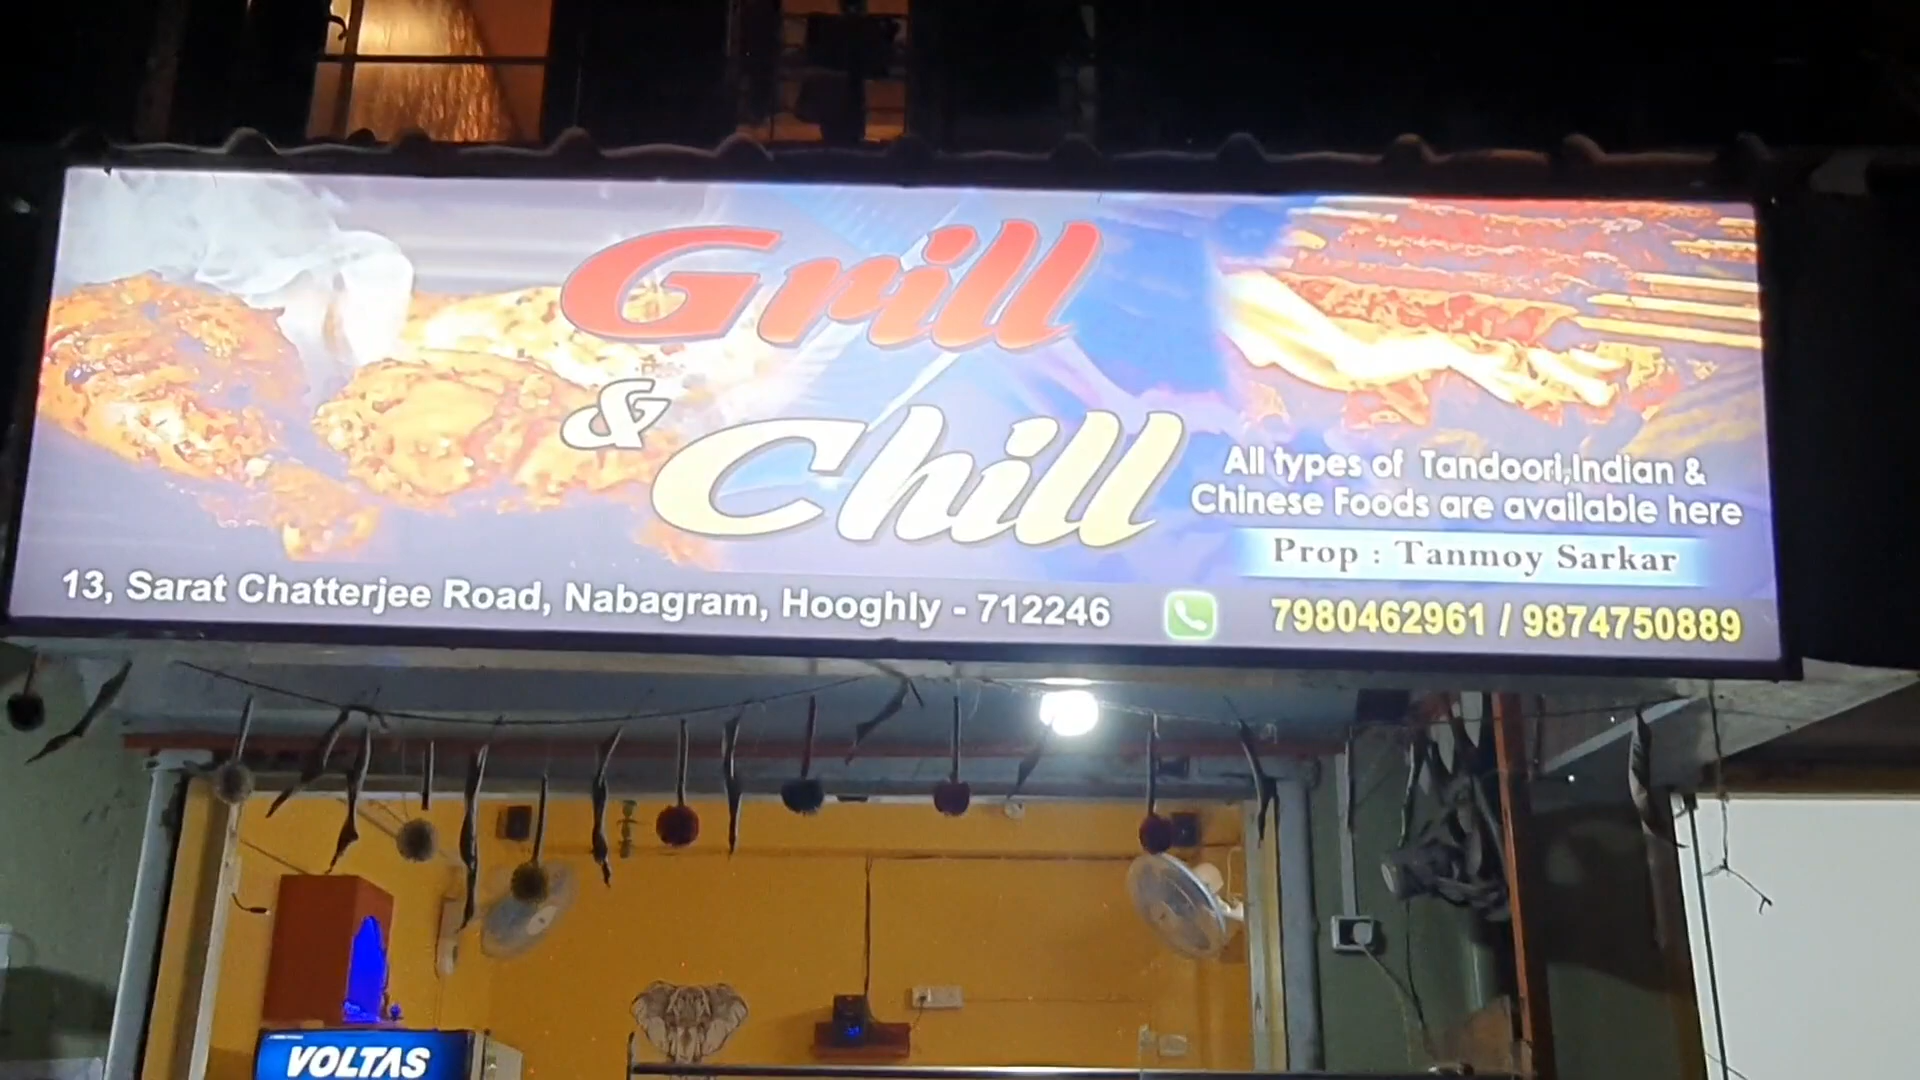 Grill
&
Chill
All types of Tandoori,Indian &
Chinese Foods are available here
Prop : Tanmoy Sarkar
13, Sarat Chatterjee Road, Nabagram, Hooghly - 712246
7980462961 / 9874750889
VOLTAS